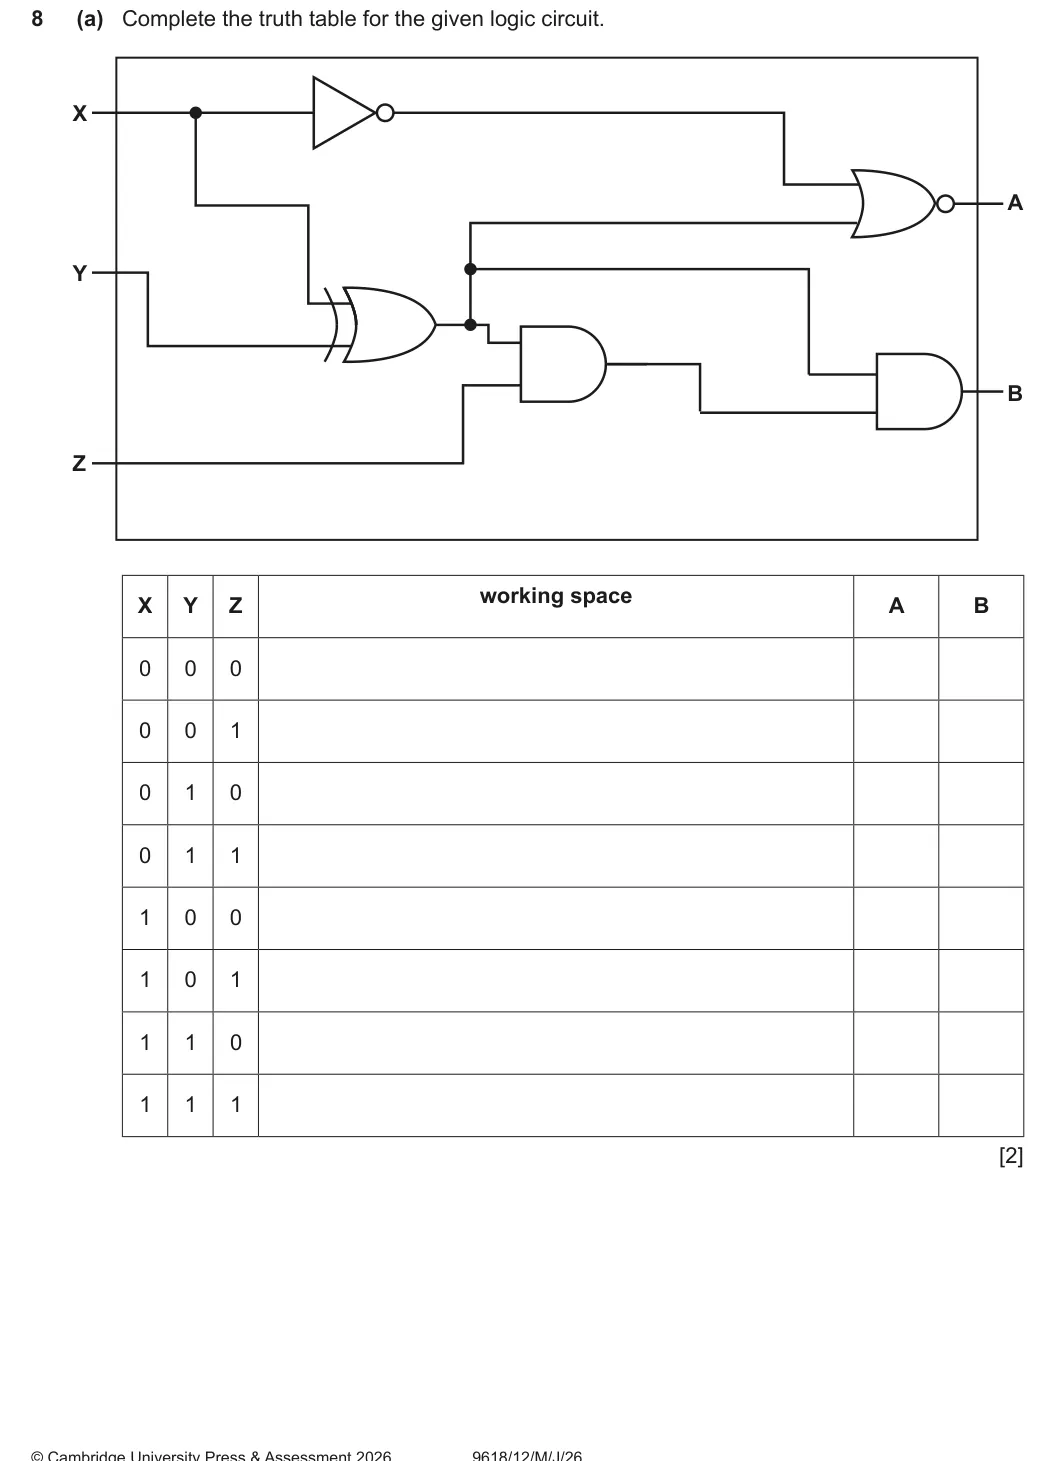 8 (a) Complete the truth table for the given logic circuit.
X
A
Y
B
Z
X Y Z working space A B
0 0 0
0 0 1
0 1 0
0 1 1
1 0 0
1 0 1
1 1 0
1 1 1
[2]
© Cambridge University Press & Assessment 2026 9618/12/M/J/26